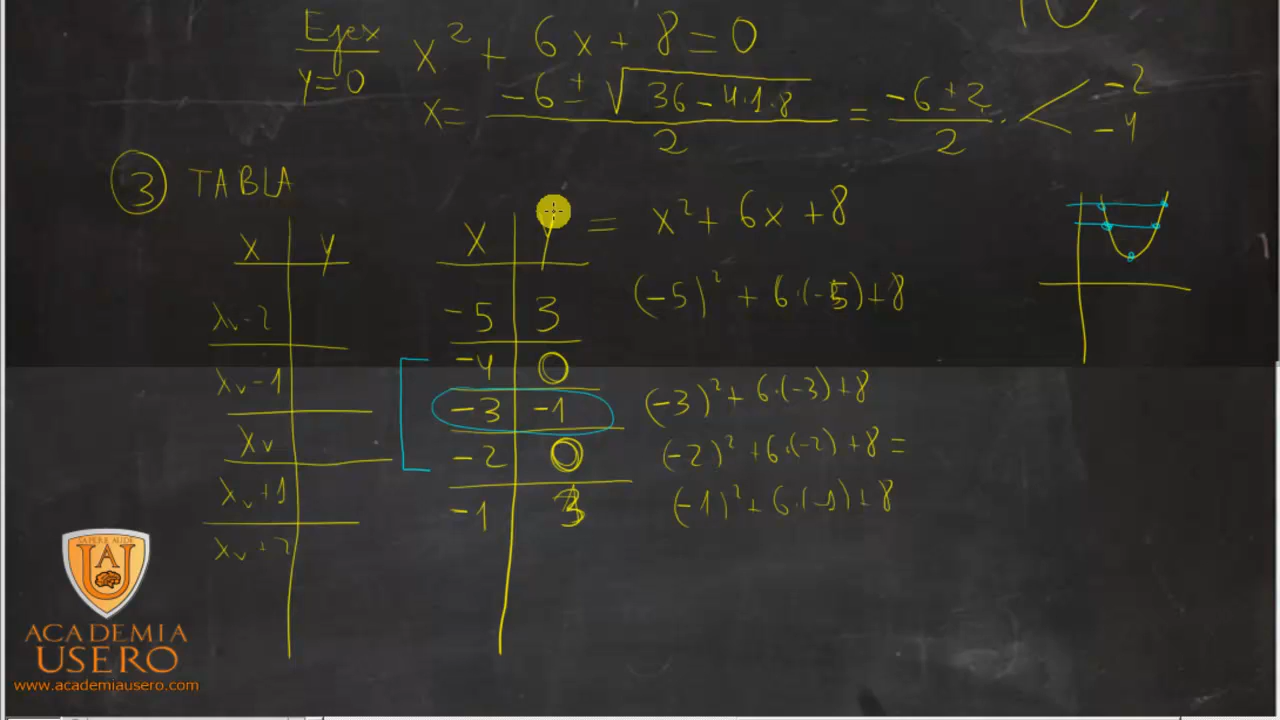 Eje x
Y=0
x² + 6x + 8 = 0
x = (-6 ± √(36 - 4·1·8)) / 2 = (-6 ± 2) / 2 < -2
-4
③ TABLA
x | y
xv-2
xv-1
xv
xv+1
xv+2
x | y = x² + 6x + 8
-5 | 3 (-5)² + 6·(-5)+8
-4 | 0
-3 | -1 (-3)² + 6·(-3)+8
-2 | 0 (-2)² + 6·(-2)+8=
-1 | 3 (-1)² + 6·(-1)+8
SAPERE AUDE
UA
ACADEMIA
USERO
www.academiausero.com